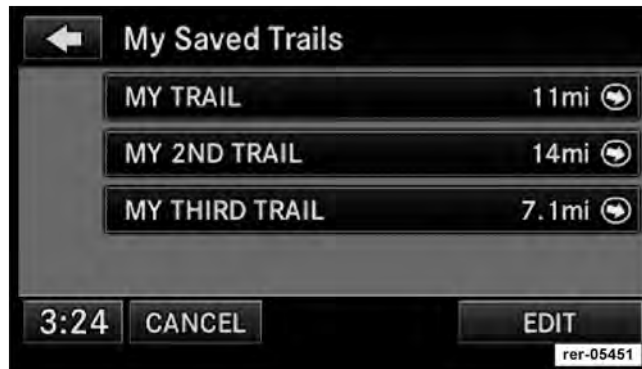 My Saved Trails
MY TRAIL 11mi
MY 2ND TRAIL 14mi
MY THIRD TRAIL 7.1mi
3:24 CANCEL EDIT
rer-05451